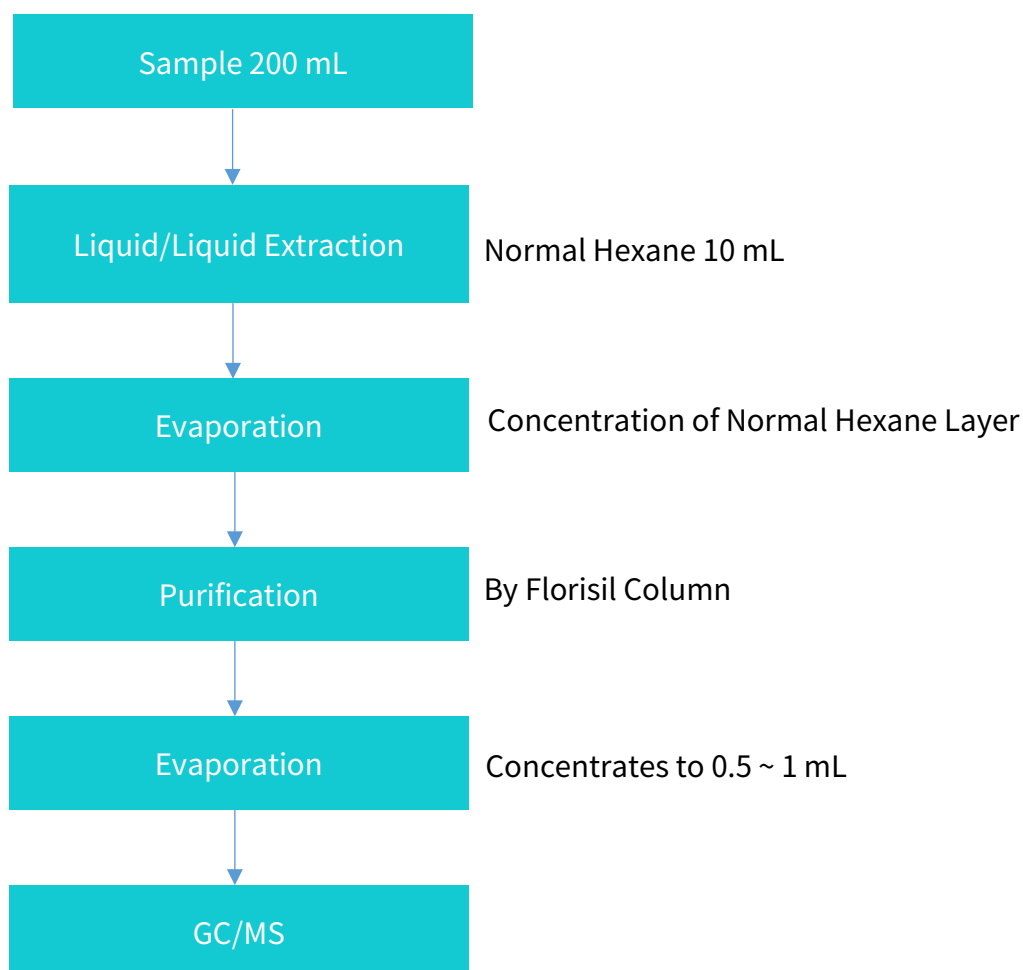 Sample 200 mL
Liquid/Liquid Extraction
Normal Hexane 10 mL
Evaporation
Concentration of Normal Hexane Layer
Purification
By Florisil Column
Evaporation
Concentrates to 0.5 ~ 1 mL
GC/MS